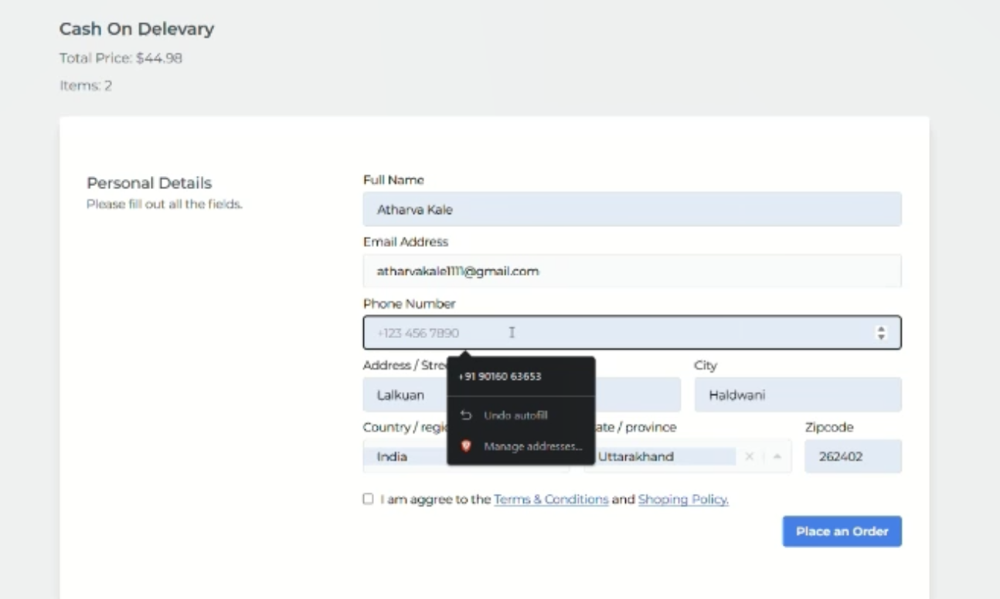 Cash On Delevary
Total Price: $44.98
Items: 2
Personal Details
Please fill out all the fields.
Full Name
Atharva Kale
Email Address
atharvakale1111@gmail.com
Phone Number
+123 456 7890
+91 90160 63653
Undo autofill
Manage addresses...
Address / Stre
Lalkuan
City
Haldwani
Country / regi
India
ate / province
Uttarakhand
Zipcode
262402
I am aggree to the Terms & Conditions and Shoping Policy.
Place an Order